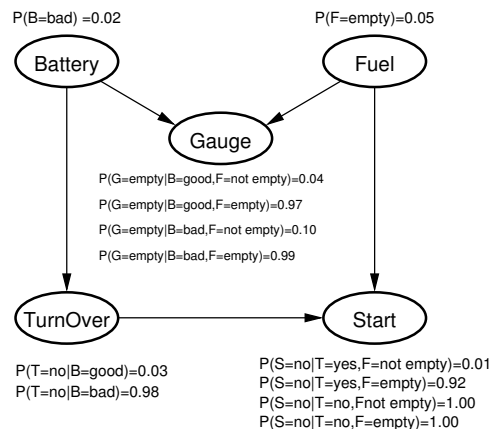 P(B=bad) =0.02
P(F=empty)=0.05
Battery
Fuel
Gauge
P(G=empty|B=good,F=not empty)=0.04
P(G=empty|B=good,F=empty)=0.97
P(G=empty|B=bad,F=not empty)=0.10
P(G=empty|B=bad,F=empty)=0.99
TurnOver
Start
P(T=no|B=good)=0.03
P(T=no|B=bad)=0.98
P(S=no|T=yes,F=not empty)=0.01
P(S=no|T=yes,F=empty)=0.92
P(S=no|T=no,Fnot empty)=1.00
P(S=no|T=no,F=empty)=1.00